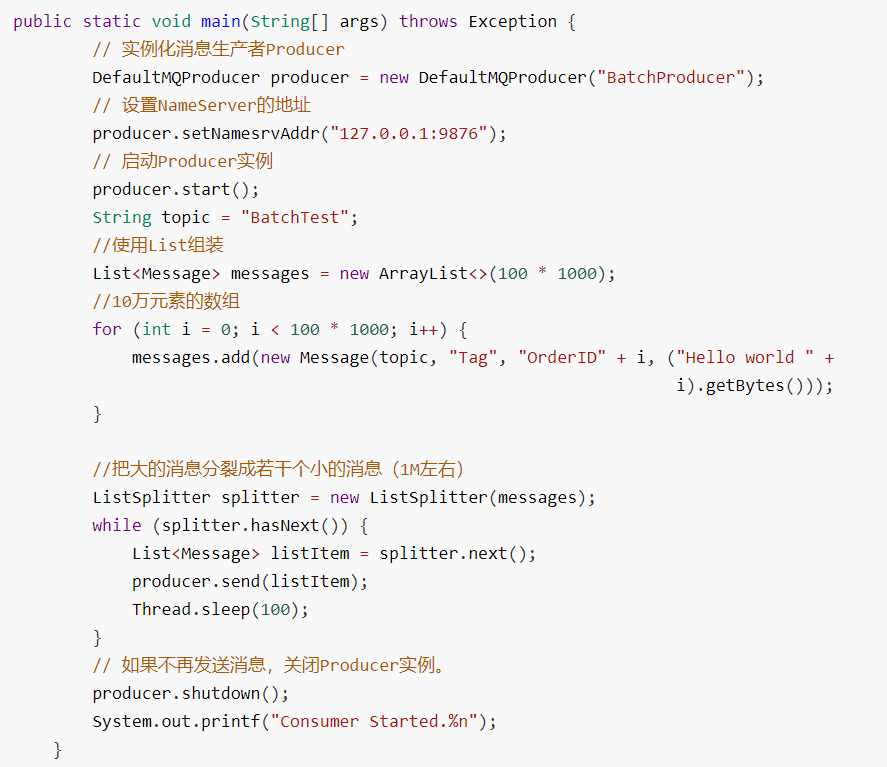 public static void main(String[] args) throws Exception {
// 实例化消息生产者Producer
DefaultMQProducer producer = new DefaultMQProducer("BatchProducer");
// 设置NameServer的地址
producer.setNamesrvAddr("127.0.0.1:9876");
// 启动Producer实例
producer.start();
String topic = "BatchTest";
//使用List组装
List<Message> messages = new ArrayList<>(100 * 1000);
//10万元素的数组
for (int i = 0; i < 100 * 1000; i++) {
messages.add(new Message(topic, "Tag", "OrderID" + i, ("Hello world " +
i).getBytes()));
}
//把大的消息分裂成若干个小的消息（1M左右）
ListSplitter splitter = new ListSplitter(messages);
while (splitter.hasNext()) {
List<Message> listItem = splitter.next();
producer.send(listItem);
Thread.sleep(100);
}
// 如果不再发送消息，关闭Producer实例。
producer.shutdown();
System.out.printf("Consumer Started.%n");
}